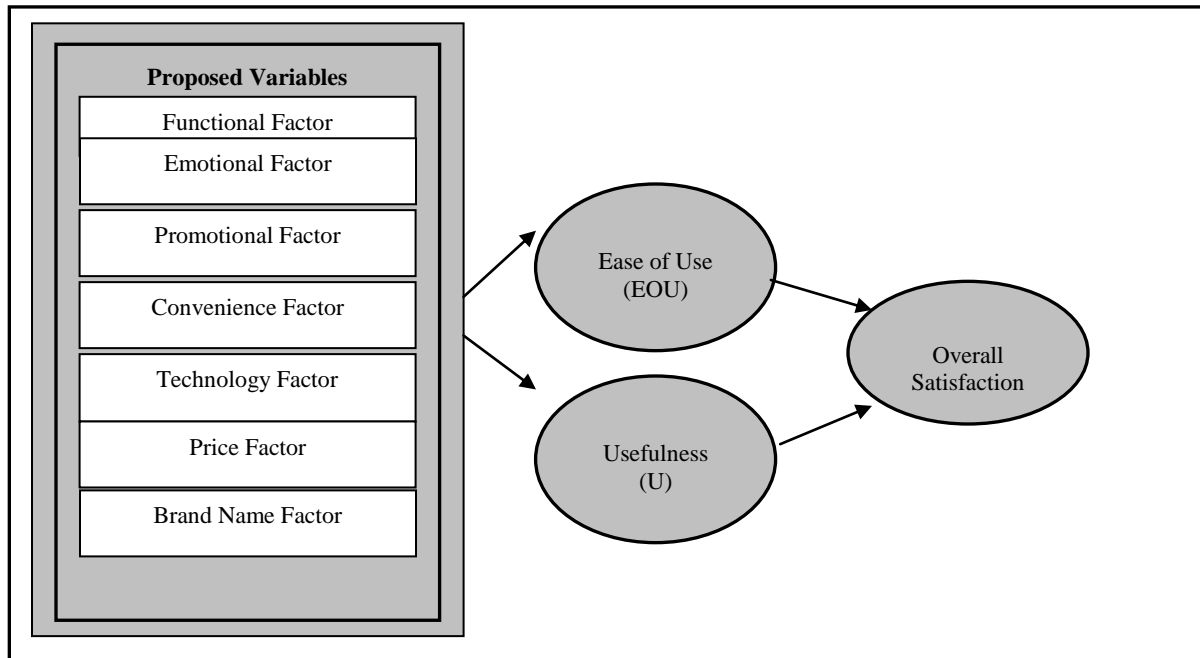 Proposed Variables
Functional Factor
Emotional Factor
Promotional Factor
Convenience Factor
Technology Factor
Price Factor
Brand Name Factor
Ease of Use
(EOU)
Usefulness
(U)
Overall
Satisfaction